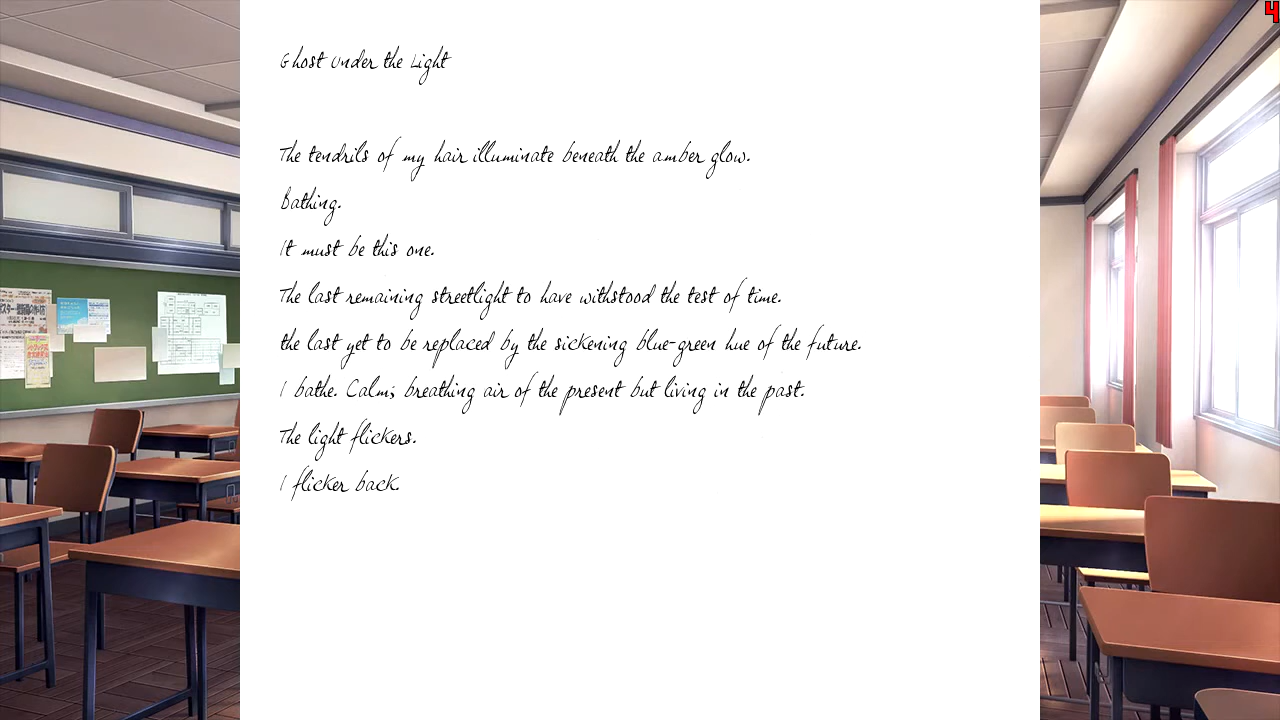 4
Ghost Under the Light
The tendrils of my hair illuminate beneath the amber glow.
Bathing.
It must be this one.
The last remaining streetlight to have withstood the test of time.
the last yet to be replaced by the sickening blue-green hue of the future.
I bathe. Calm; breathing air of the present but living in the past.
The light flickers.
I flicker back.